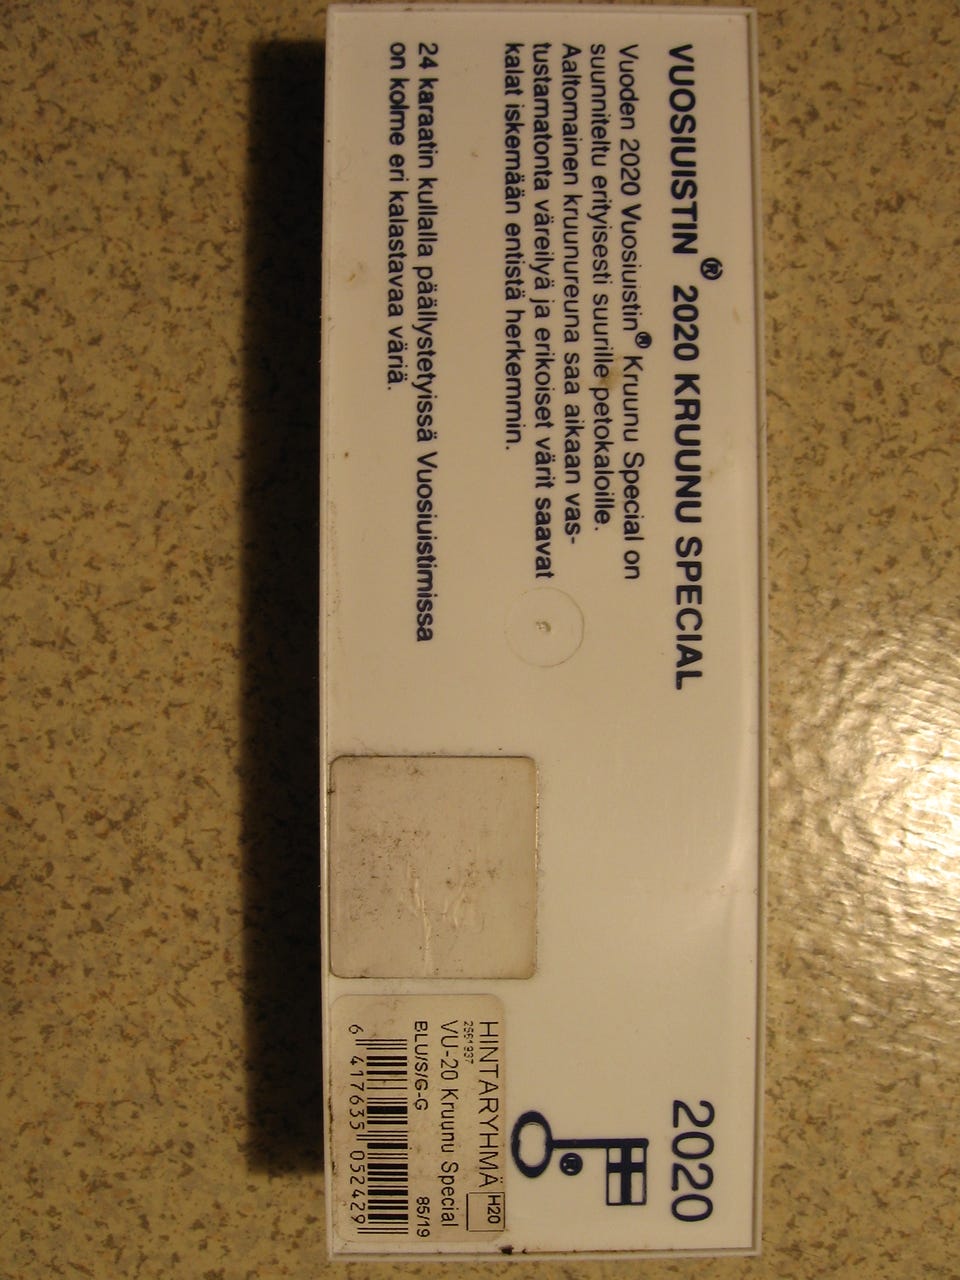 VUOSIUISTIN® 2020 KRUUNU SPECIAL
Vuoden 2020 Vuosiuistin® Kruunu Special on
suunniteltu erityisesti suurille petokaloille.
Aaltomainen kruunureuna saa aikaan vas-
tustamatonta väreilyä ja erikoiset värit saavat
kalat iskemään entistä herkemmin.
24 karaatin kullalla päällystetyissä Vuosiuistimissa
on kolme eri kalastavaa väriä.
2020
®
HINTARYHMÄ H20
2561937
VU-20 Kruunu Special
BLU/S/G-G 85/19
6 417635 052429